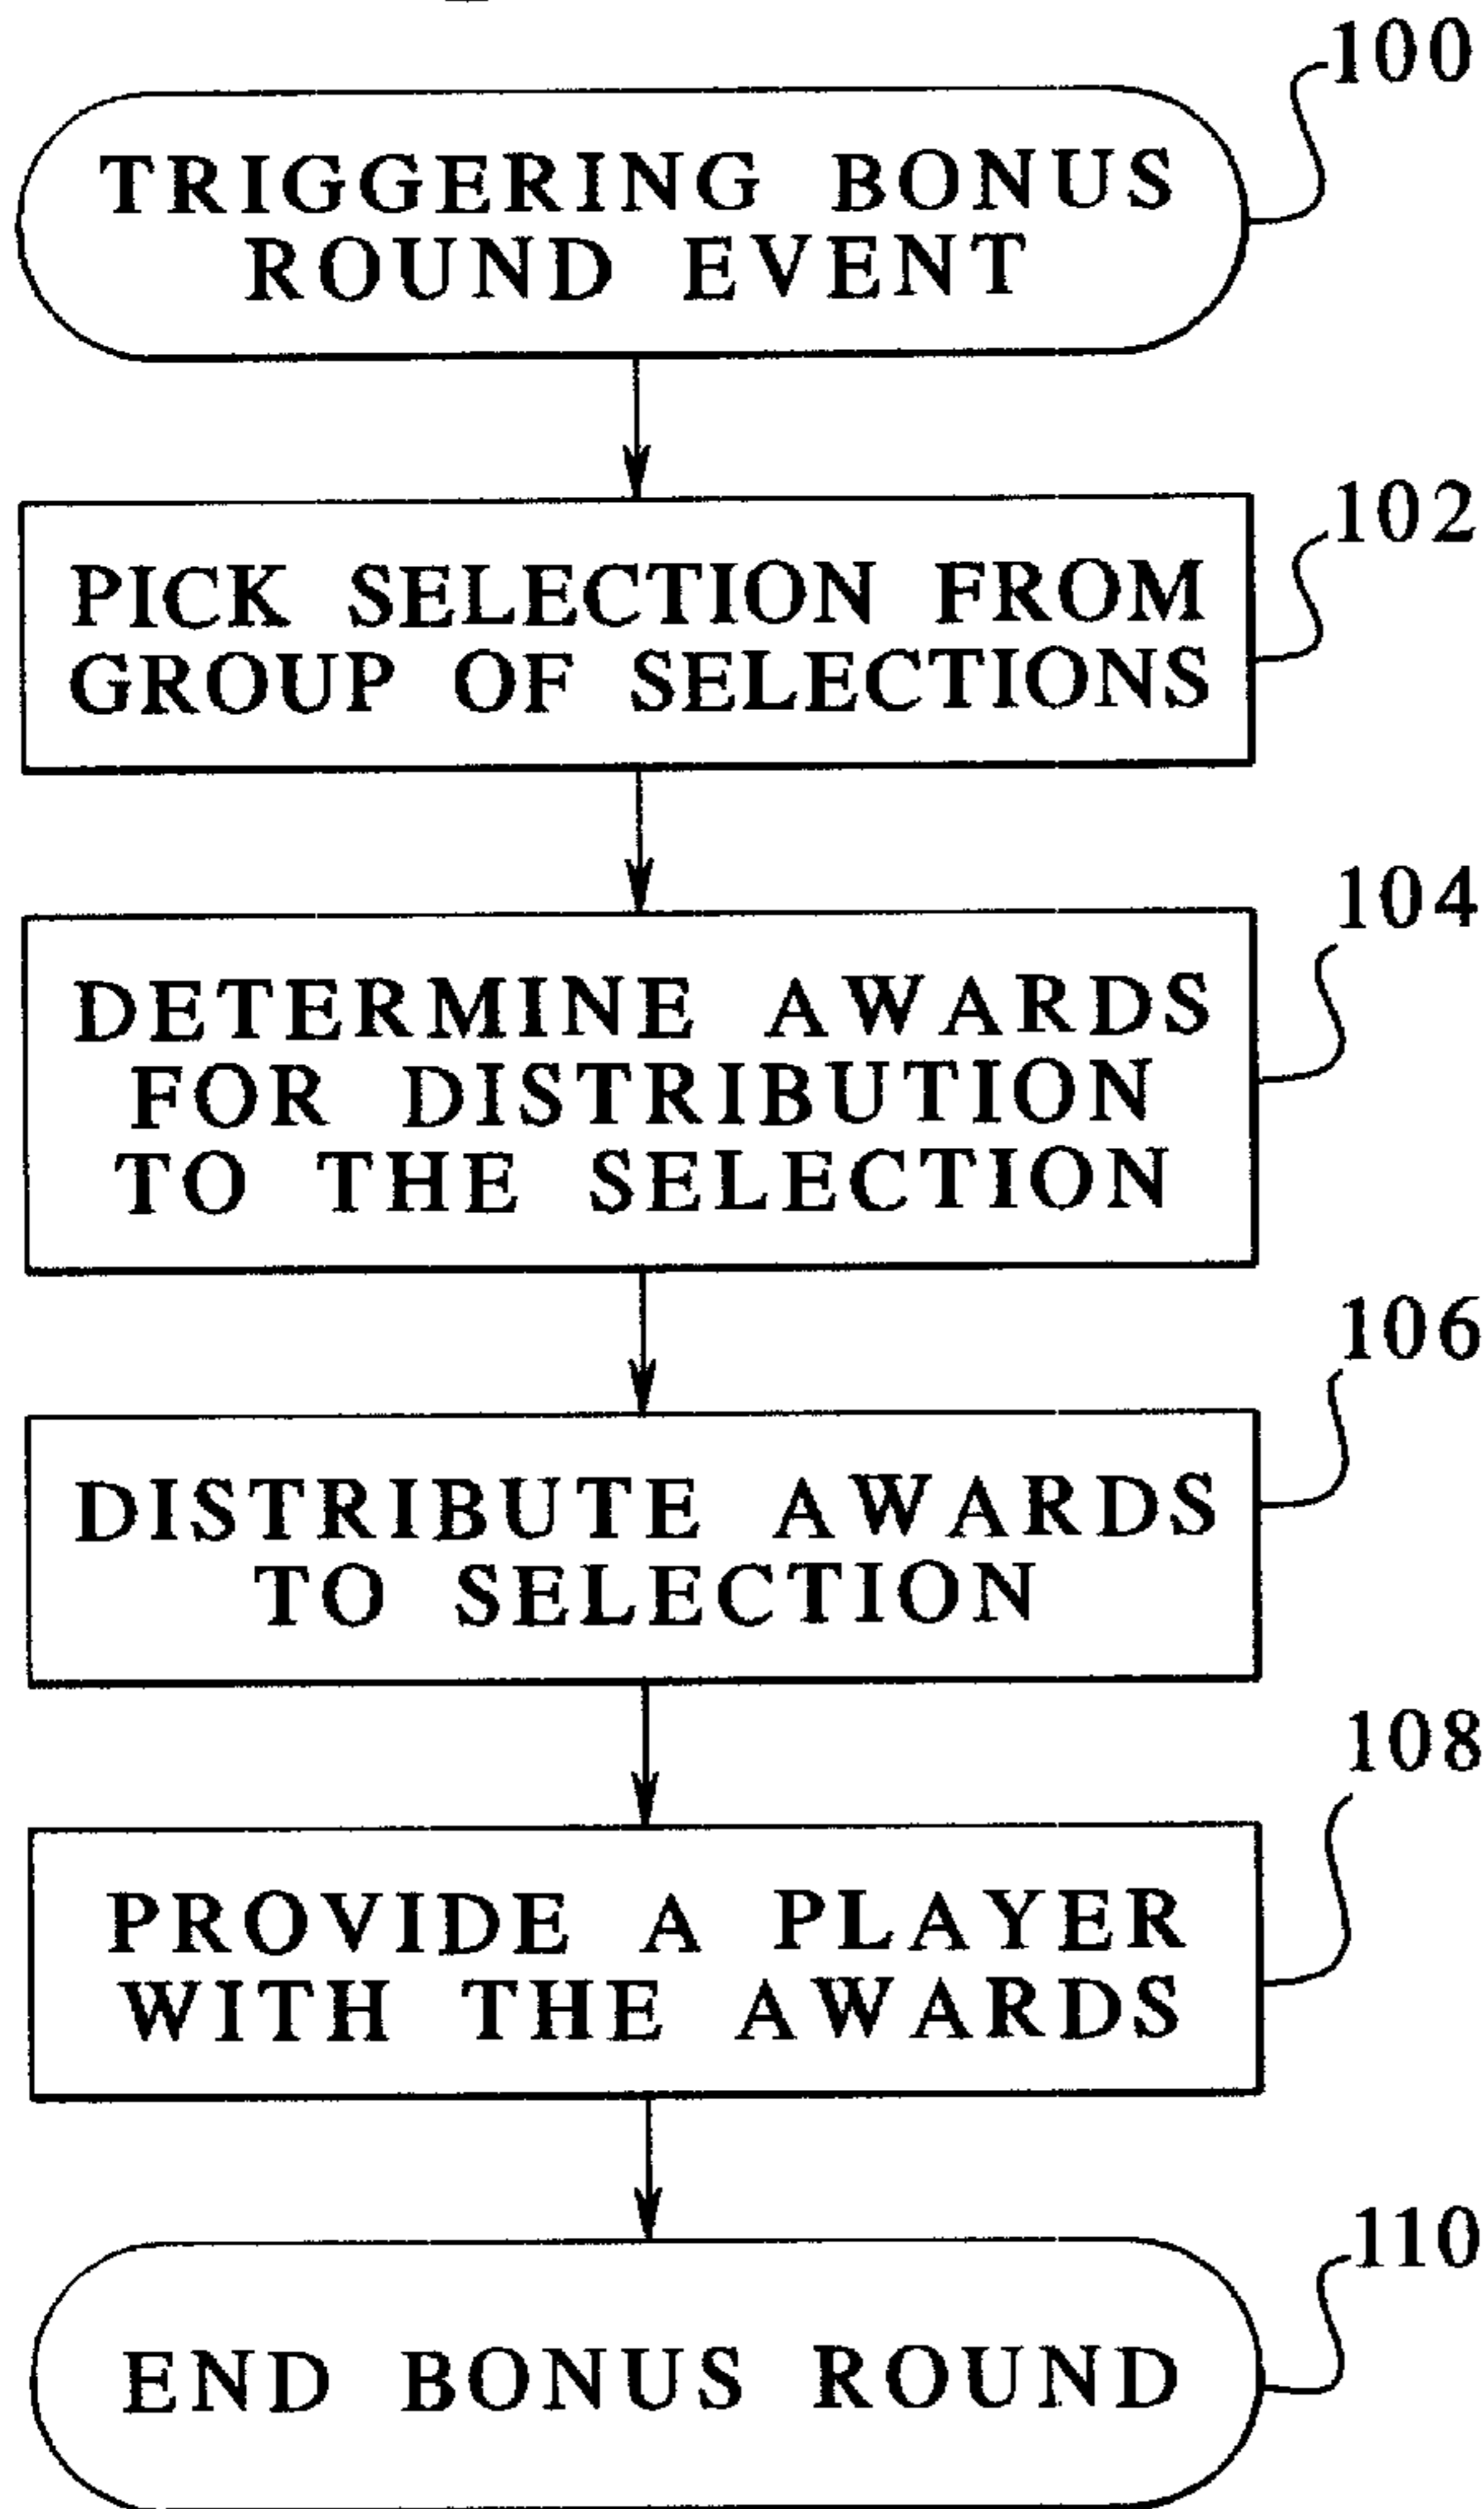 100
TRIGGERING BONUS
ROUND EVENT
102
PICK SELECTION FROM
GROUP OF SELECTIONS
104
DETERMINE AWARDS
FOR DISTRIBUTION
TO THE SELECTION
106
DISTRIBUTE AWARDS
TO SELECTION
108
PROVIDE A PLAYER
WITH THE AWARDS
110
END BONUS ROUND